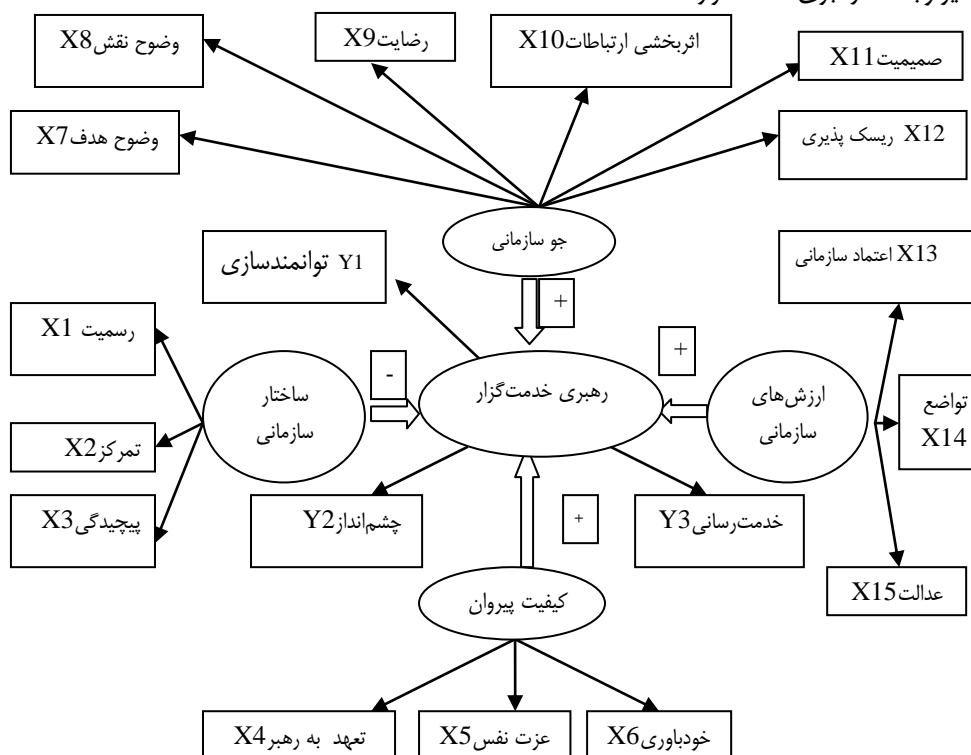 وضوح نقش X8
رضایت X9
اثربخشی ارتباطات X10
صمیمیت X11
وضوح هدف X7
X12 ریسک پذیری
جو سازمانی
Y1 توانمندسازی
X13 اعتماد سازمانی
+
رسمیت X1
ساختار
سازمانی
-
رهبری خدمت‌گزار
+
ارزش‌های
سازمانی
تواضع
X14
تمرکز X2
پیچیدگی X3
چشم‌انداز Y2
+
خدمت‌رسانی Y3
عدالت X15
کیفیت پیروان
تعهد به رهبر X4
عزت نفس X5
خودباوری X6